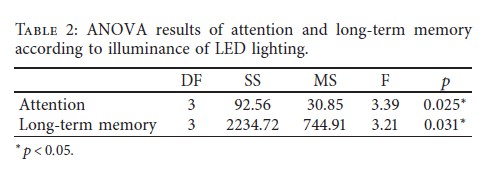 TABLE 2: ANOVA results of attention and long-term memory
according to illuminance of LED lighting.
DF SS MS F p
Attention 3 92.56 30.85 3.39 0.025*
Long-term memory 3 2234.72 744.91 3.21 0.031*
*p < 0.05.